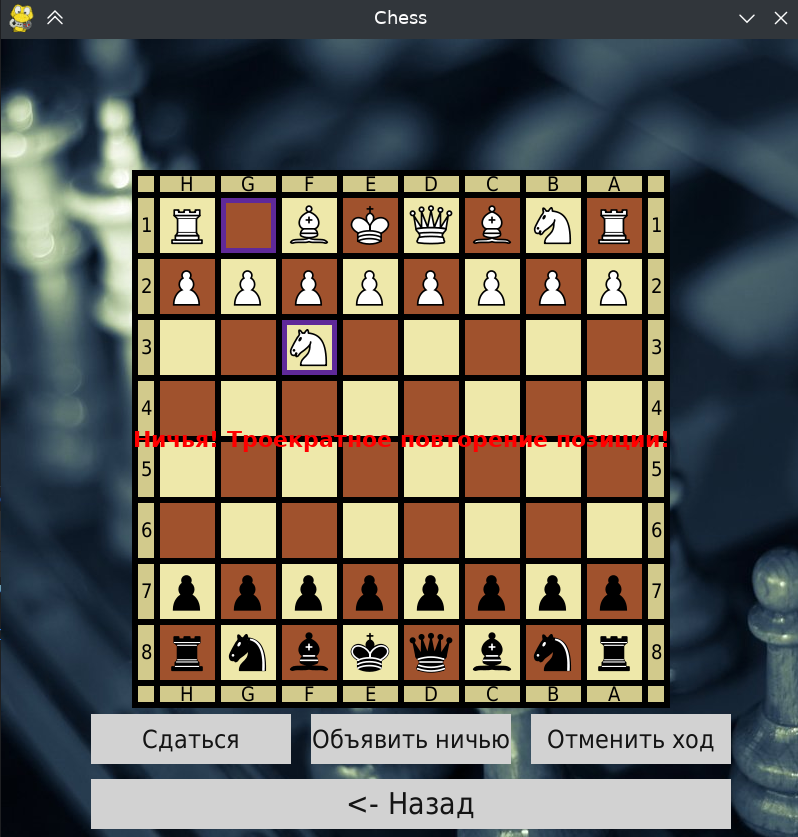 Chess
H G F E D C B A
1 1
2 2
3 3
4 4
Ничья! Троекратное повторение позиции!
5 5
6 6
7 7
8 8
H G F E D C B A
Сдаться Объявить ничью Отменить ход
<- Назад